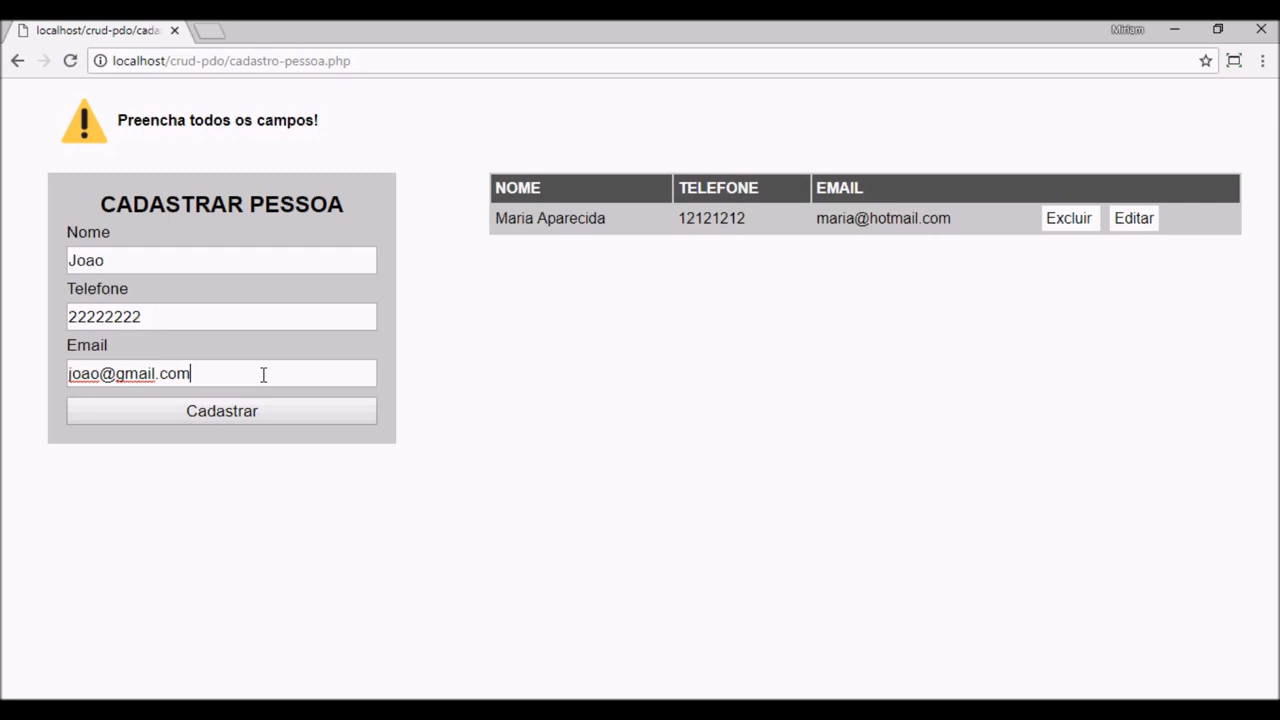 localhost/crud-pdo/cada
Miriam
localhost/crud-pdo/cadastro-pessoa.php
Preencha todos os campos!
CADASTRAR PESSOA
Nome
Joao
Telefone
22222222
Email
joao@gmail.com
Cadastrar
NOME TELEFONE EMAIL
Maria Aparecida 12121212 maria@hotmail.com Excluir Editar